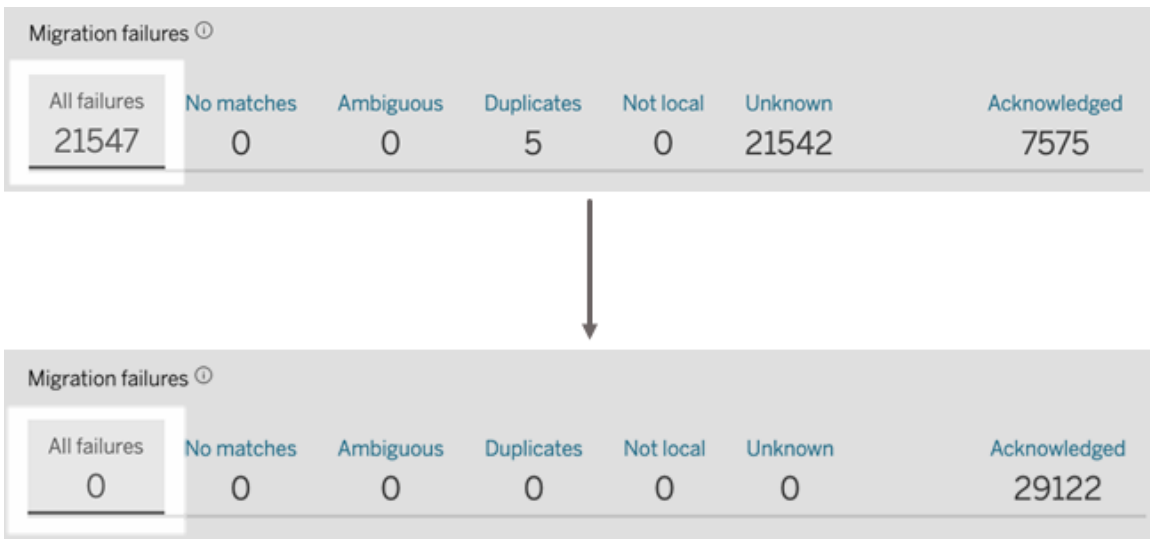 Migration failures ⓘ
All failures No matches Ambiguous Duplicates Not local Unknown Acknowledged
21547 0 0 5 0 21542 7575
Migration failures ⓘ
All failures No matches Ambiguous Duplicates Not local Unknown Acknowledged
0 0 0 0 0 0 29122